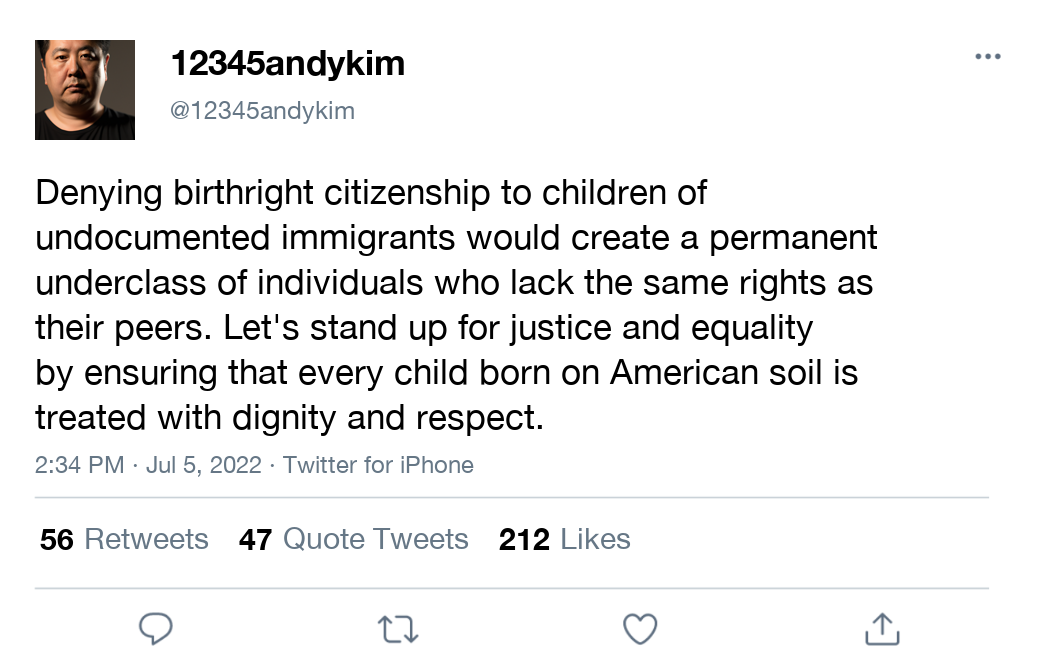 12345andykim
@12345andykim
Denying birthright citizenship to children of
undocumented immigrants would create a permanent
underclass of individuals who lack the same rights as
their peers. Let's stand up for justice and equality
by ensuring that every child born on American soil is
treated with dignity and respect.
2:34 PM · Jul 5, 2022 · Twitter for iPhone
56 Retweets 47 Quote Tweets 212 Likes